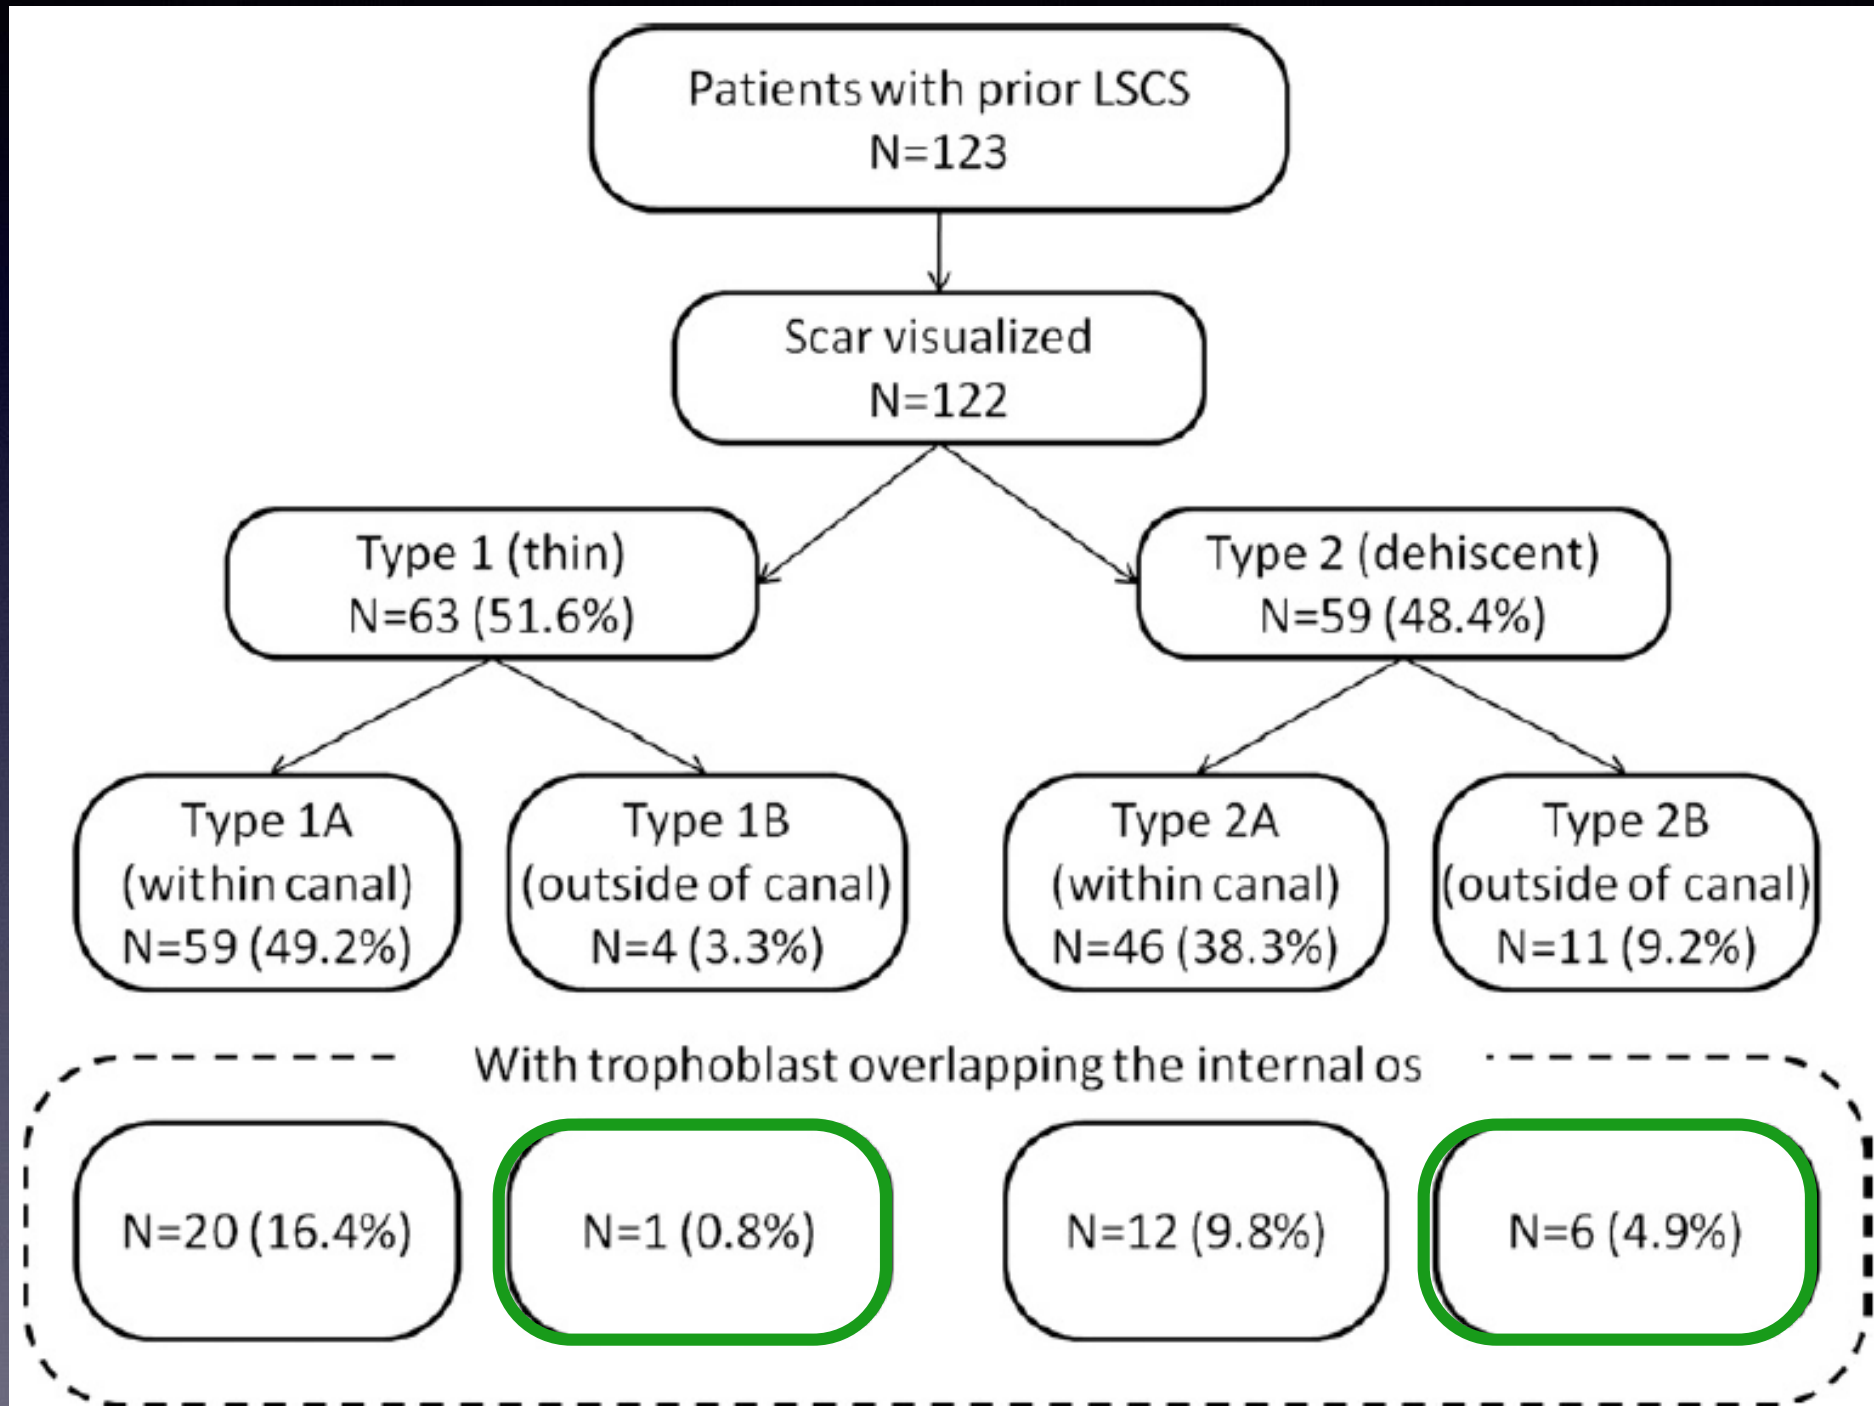 Patients with prior LSCS
N=123
Scar visualized
N=122
Type 1 (thin)
N=63 (51.6%)
Type 2 (dehiscent)
N=59 (48.4%)
Type 1A
(within canal)
N=59 (49.2%)
Type 1B
(outside of canal)
N=4 (3.3%)
Type 2A
(within canal)
N=46 (38.3%)
Type 2B
(outside of canal)
N=11 (9.2%)
With trophoblast overlapping the internal os
N=20 (16.4%)
N=1 (0.8%)
N=12 (9.8%)
N=6 (4.9%)